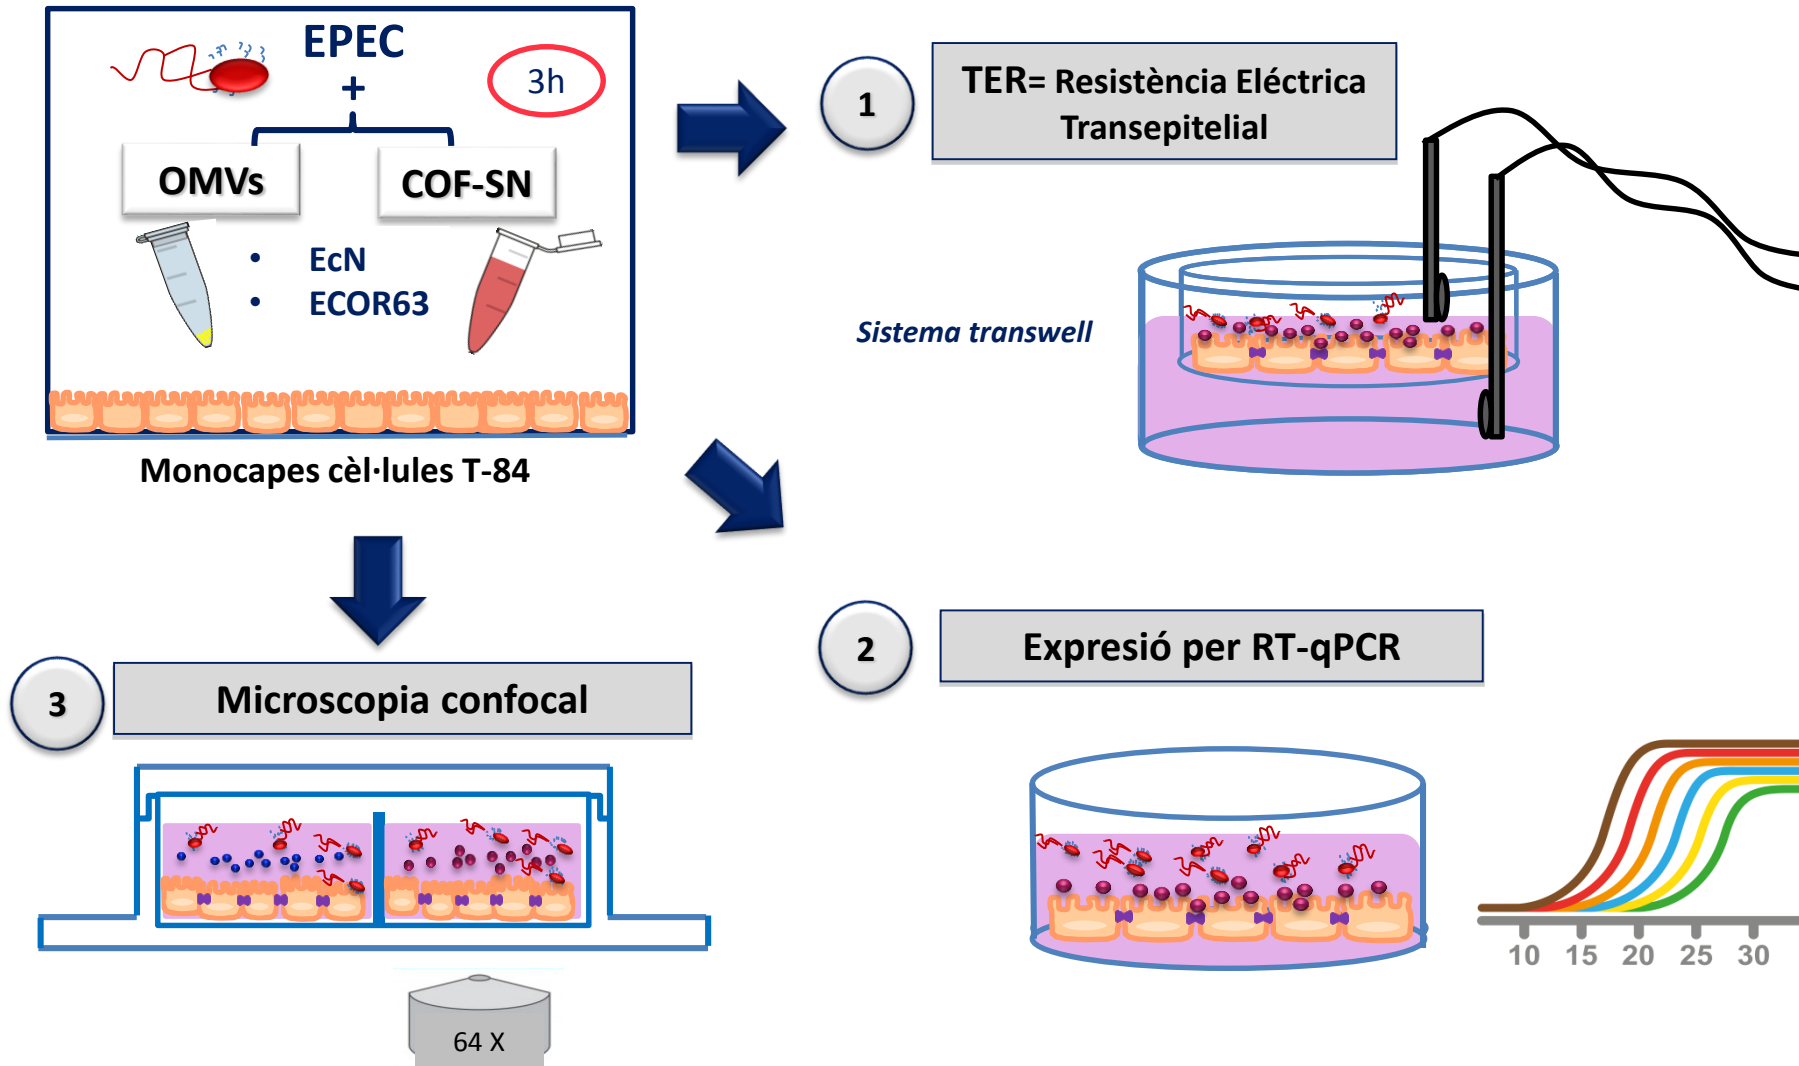 EPEC
+
3h
OMVs
COF-SN
• EcN
• ECOR63
Monocapes cèl·lules T-84
1
TER= Resistència Eléctrica
Transepitelial
Sistema transwell
2
Expresió per RT-qPCR
10 15 20 25 30
3
Microscopia confocal
64 X